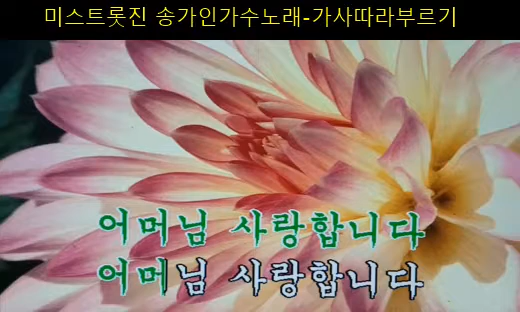 미스트롯진 송가인가수노래-가사따라부르기
어머님 사랑합니다
어머님 사랑합니다